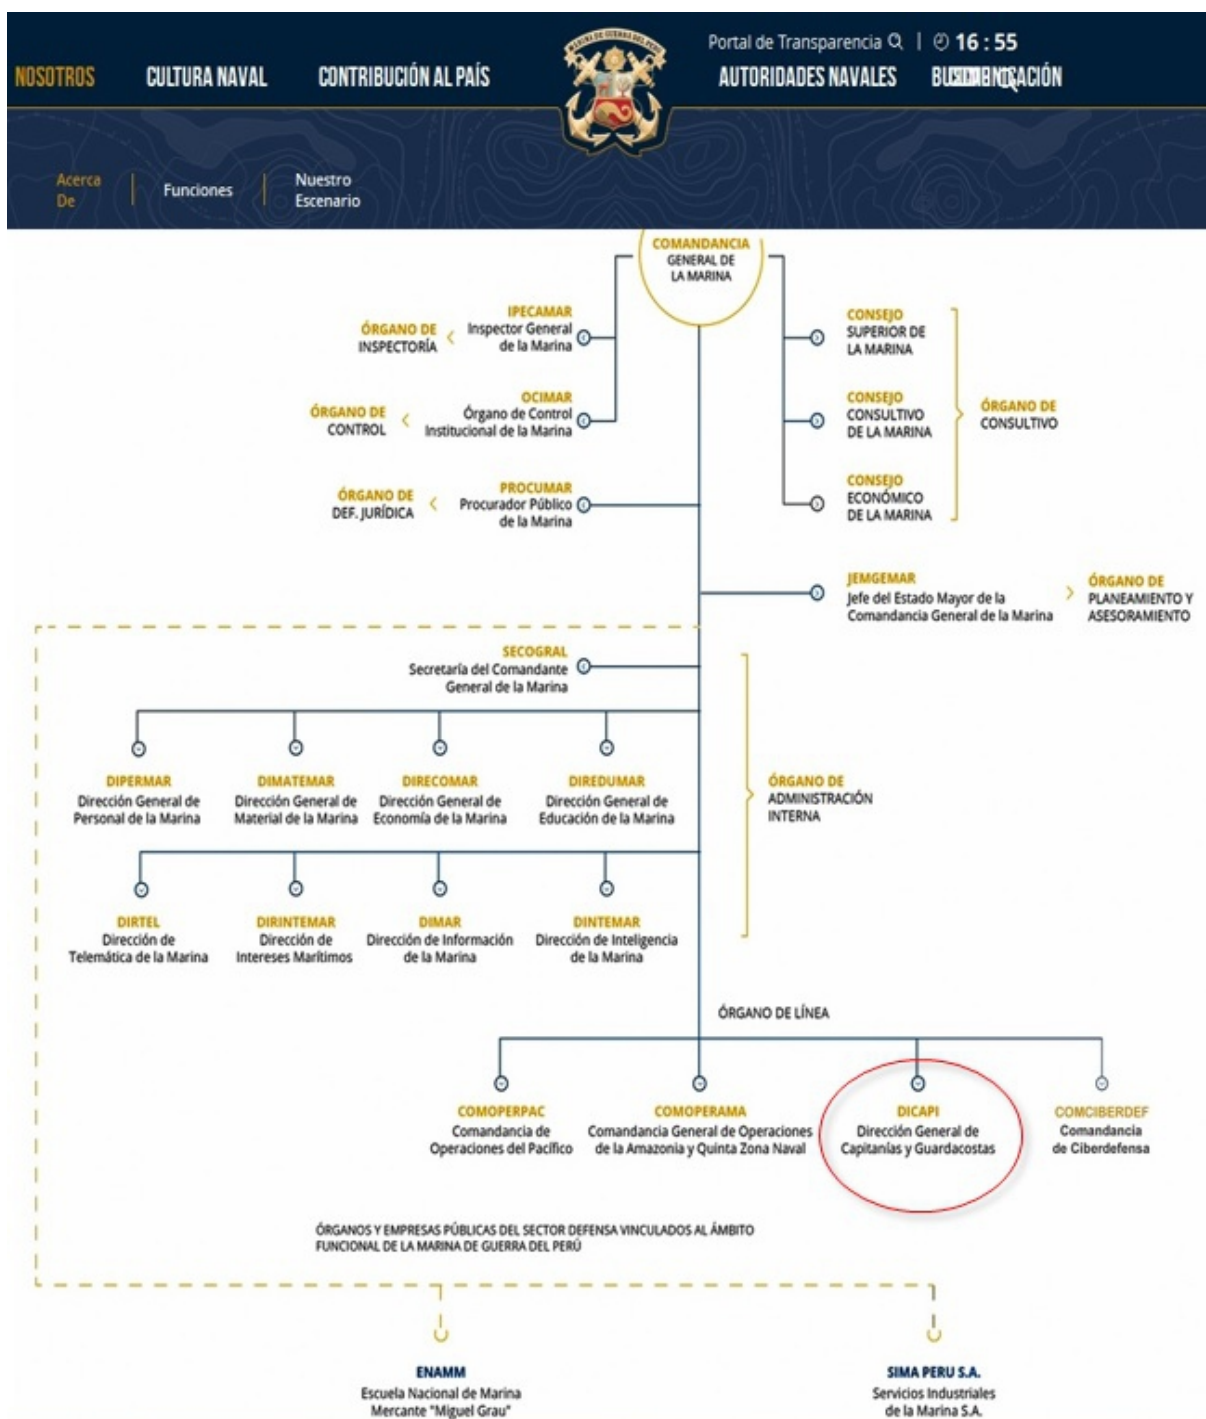 Portal de Transparencia | 16 : 55
NOSOTROS CULTURA NAVAL CONTRIBUCIÓN AL PAÍS
MARINA DE GUERRA DEL PERÚ
AUTORIDADES NAVALES
Acerca
De
Funciones
Nuestro
Escenario
COMANDANCIA
GENERAL DE
LA MARINA
IPECAMAR
Inspector General
de la Marina
ÓRGANO DE
INSPECTORÍA
OCIMAR
Órgano de Control
Institucional de la Marina
ÓRGANO DE
CONTROL
PROCUMAR
Procurador Público
de la Marina
ÓRGANO DE
DEF. JURÍDICA
CONSEJO
SUPERIOR DE
LA MARINA
CONSEJO
CONSULTIVO
DE LA MARINA
CONSEJO
ECONÓMICO
DE LA MARINA
ÓRGANO DE
CONSULTIVO
JEMGEMAR
Jefe del Estado Mayor de la
Comandancia General de la Marina
ÓRGANO DE
PLANEAMIENTO Y
ASESORAMIENTO
SECOGRAL
Secretaría del Comandante
General de la Marina
DIPERMAR
Dirección General de
Personal de la Marina
DIMATEMAR
Dirección General de
Material de la Marina
DIRECOMAR
Dirección General de
Economía de la Marina
DIREDUMAR
Dirección General de
Educación de la Marina
ÓRGANO DE
ADMINISTRACIÓN
INTERNA
DIRTEL
Dirección de
Telemática de la Marina
DIRINTEMAR
Dirección de
Intereses Marítimos
DIMAR
Dirección de Información
de la Marina
DINTEMAR
Dirección de Inteligencia
de la Marina
ÓRGANO DE LÍNEA
COMOPERPAC
Comandancia de
Operaciones del Pacífico
COMOPERAMA
Comandancia General de Operaciones
de la Amazonia y Quinta Zona Naval
DICAPI
Dirección General de
Capitanías y Guardacostas
COMCIBERDEF
Comandancia
de Ciberdefensa
ÓRGANOS Y EMPRESAS PÚBLICAS DEL SECTOR DEFENSA VINCULADOS AL ÁMBITO
FUNCIONAL DE LA MARINA DE GUERRA DEL PERÚ
ENAMM
Escuela Nacional de Marina
Mercante "Miguel Grau"
SIMA PERU S.A.
Servicios Industriales
de la Marina S.A.